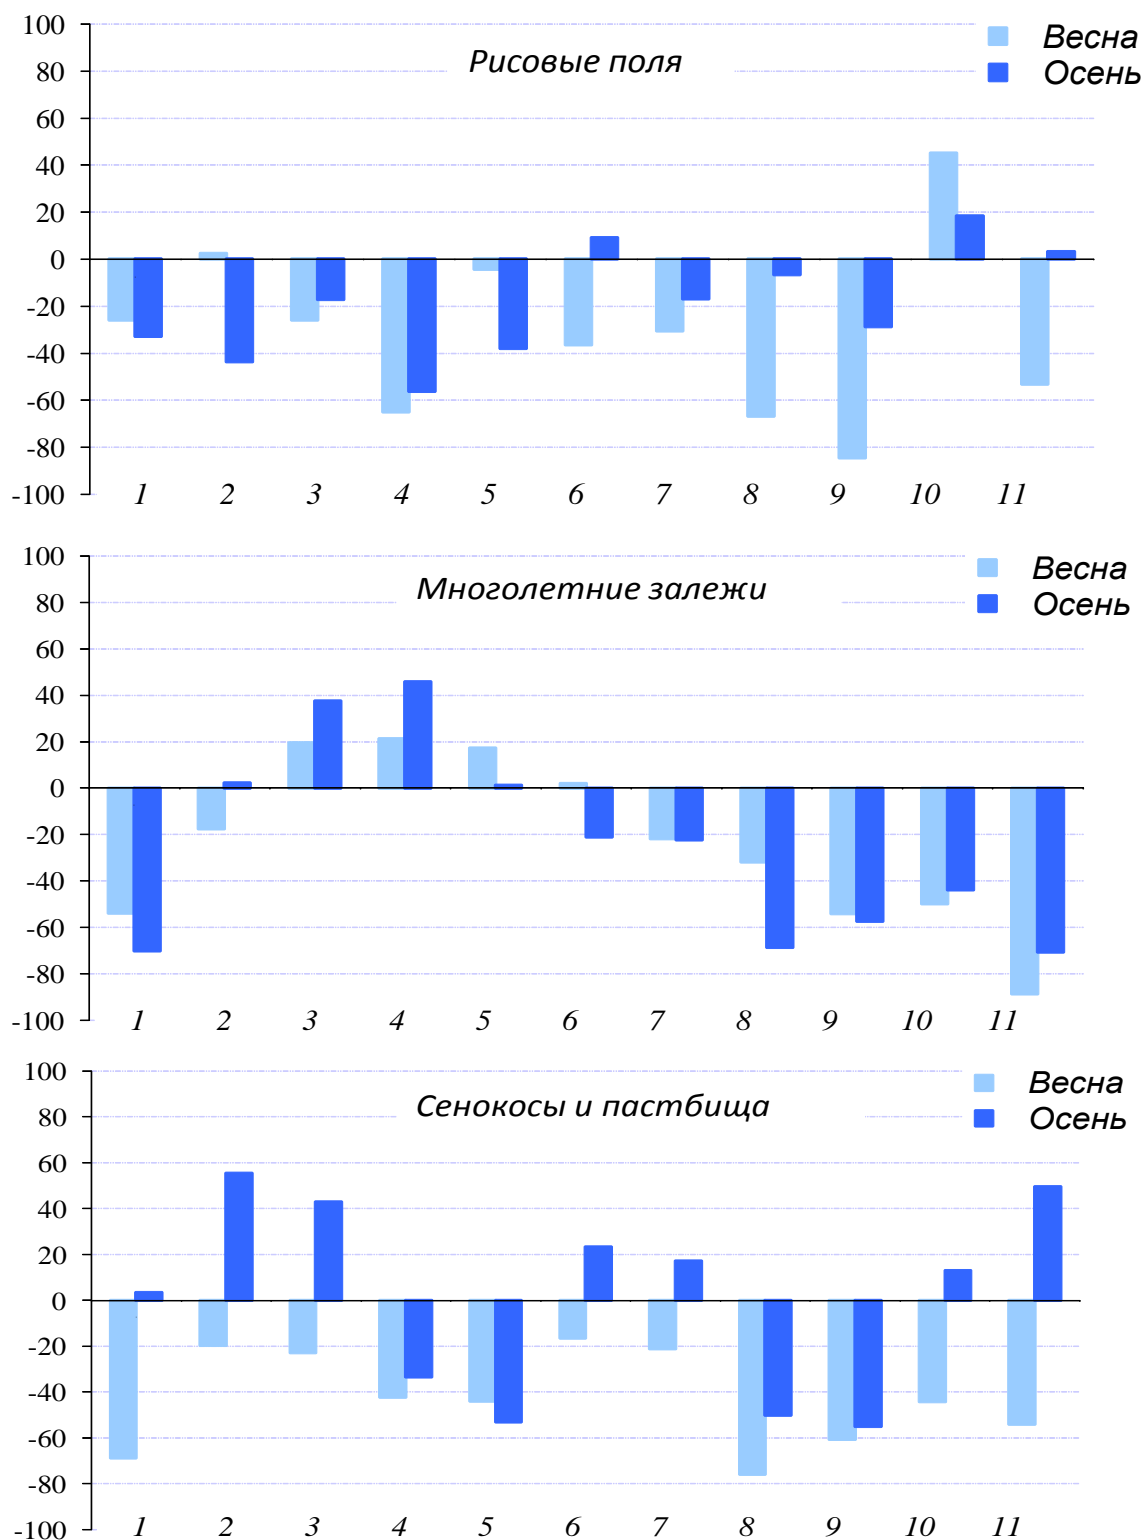 100
Весна
80
Рисовые поля
Осень
60
40
20
0
-20
-40
-60
-80
-100
1 2 3 4 5 6 7 8 9 10 11
100
Весна
80
Многолетние залежи
Осень
60
40
20
0
-20
-40
-60
-80
-100
1 2 3 4 5 6 7 8 9 10 11
100
Весна
80
Сенокосы и пастбища
Осень
60
40
20
0
-20
-40
-60
-80
-100
1 2 3 4 5 6 7 8 9 10 11